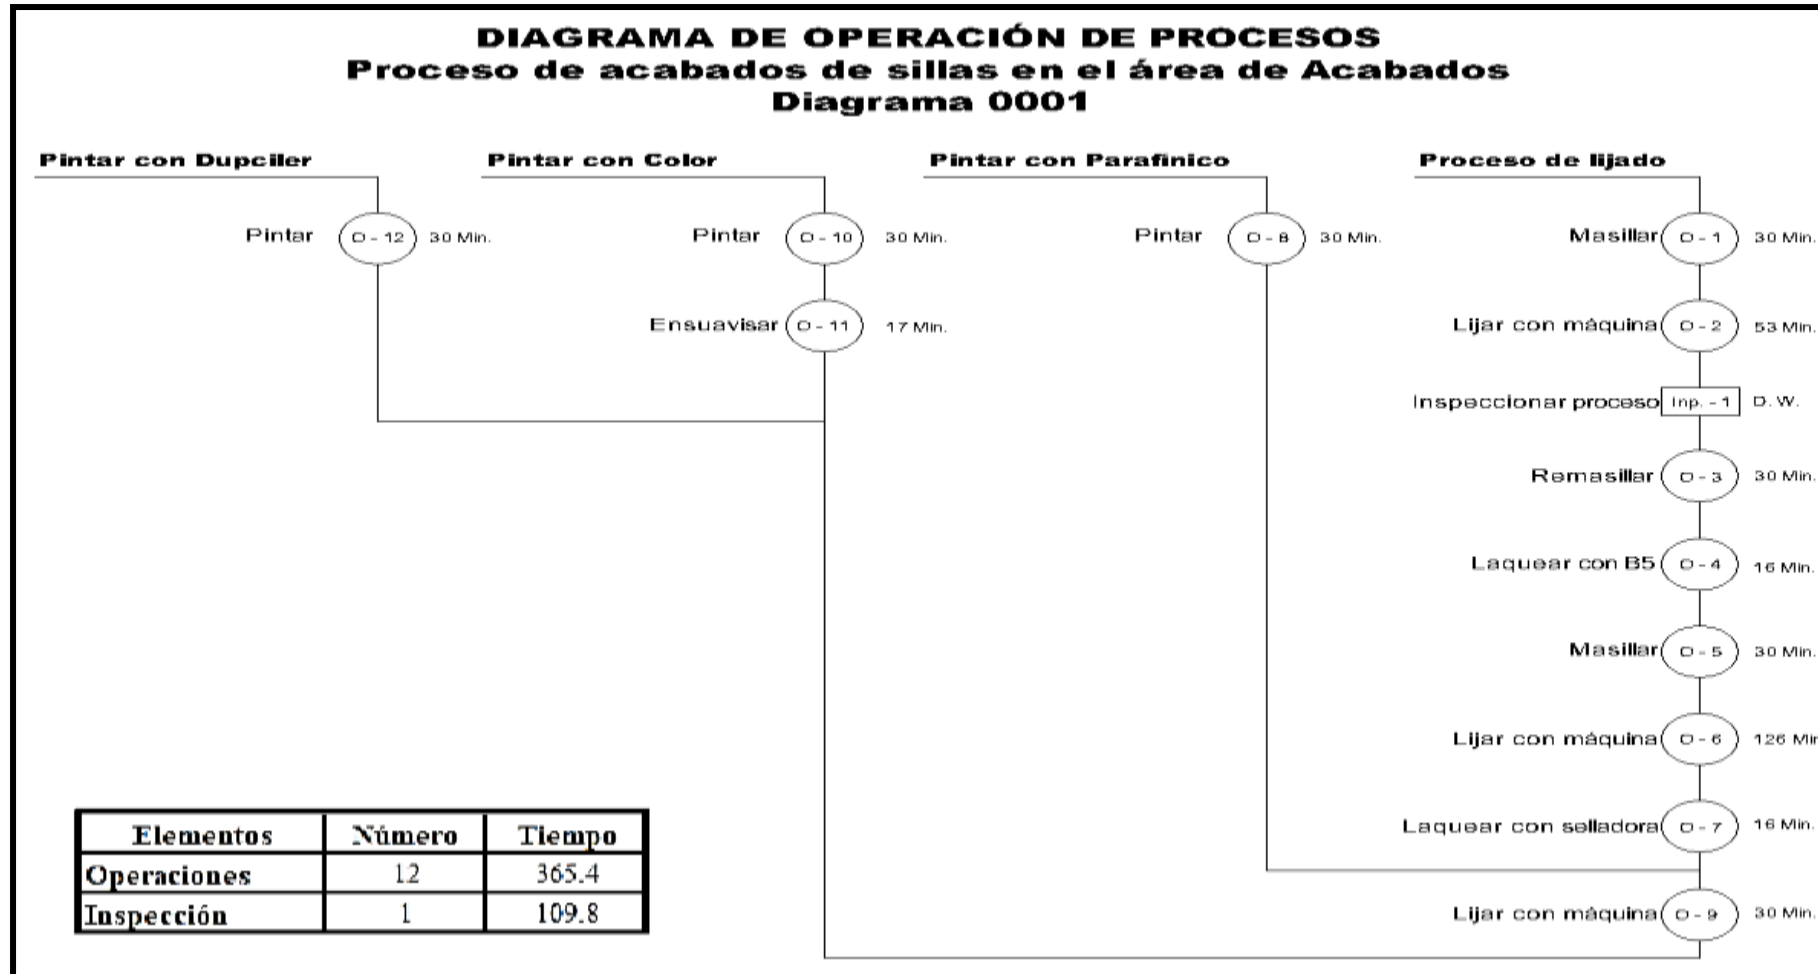 DIAGRAMA DE OPERACIÓN DE PROCESOS
Proceso de acabados de sillas en el área de Acabados
Diagrama 0001
Pintar con Dupciler
Pintar O - 12 30 Min.
Pintar con Color
Pintar O - 10 30 Min.
Ensuavisar O - 11 17 Min.
Pintar con Parafinico
Pintar O - 8 30 Min.
Proceso de lijado
Masillar O - 1 30 Min.
Lijar con máquina O - 2 53 Min.
Inspeccionar proceso Inp. - 1 D. W.
Remasillar O - 3 30 Min.
Laquear con B5 O - 4 16 Min.
Masillar O - 5 30 Min.
Lijar con máquina O - 6 126 Min
Laquear con selladora O - 7 16 Min.
Lijar con máquina O - 9 30 Min.
Elementos Número Tiempo
Operaciones 12 365.4
Inspección 1 109.8